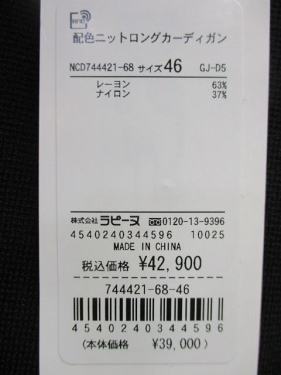 配色ニットロングカーディガン
NCD744421-68 サイズ46 GJ-D5
レーヨン 63%
ナイロン 37%
株式会社 ラピーヌ 0120-13-9396
4540240344596 10025
MADE IN CHINA
税込価格 ¥42,900
744421-68-46
4540240344596
(本体価格 ¥39,000)